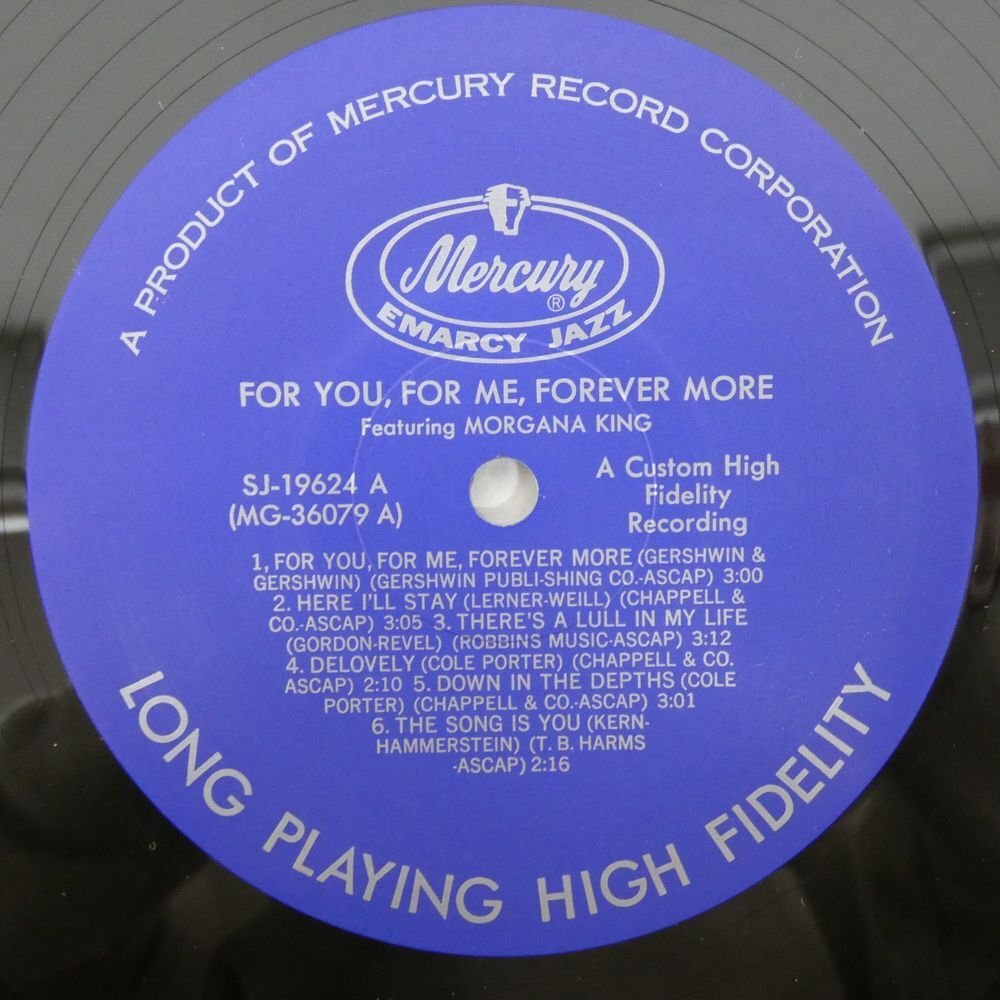 A PRODUCT OF MERCURY RECORD CORPORATION
Mercury ®
EMARCY JAZZ
FOR YOU, FOR ME, FOREVER MORE
Featuring MORGANA KING
SJ-19624 A
(MG-36079 A)
A Custom High
Fidelity
Recording
1, FOR YOU, FOR ME, FOREVER MORE (GERSHWIN &
GERSHWIN) (GERSHWIN PUBLI-SHING CO.-ASCAP) 3:00
2. HERE I'LL STAY (LERNER-WEILL) (CHAPPELL &
CO.-ASCAP) 3:05 3. THERE'S A LULL IN MY LIFE
(GORDON-REVEL) (ROBBINS MUSIC-ASCAP) 3:12
4. DELOVELY (COLE PORTER) (CHAPPELL & CO.
ASCAP) 2:10 5. DOWN IN THE DEPTHS (COLE
PORTER) (CHAPPELL & CO.-ASCAP) 3:01
6. THE SONG IS YOU (KERN-
HAMMERSTEIN) (T. B. HARMS
-ASCAP) 2:16
LONG PLAYING HIGH FIDELITY